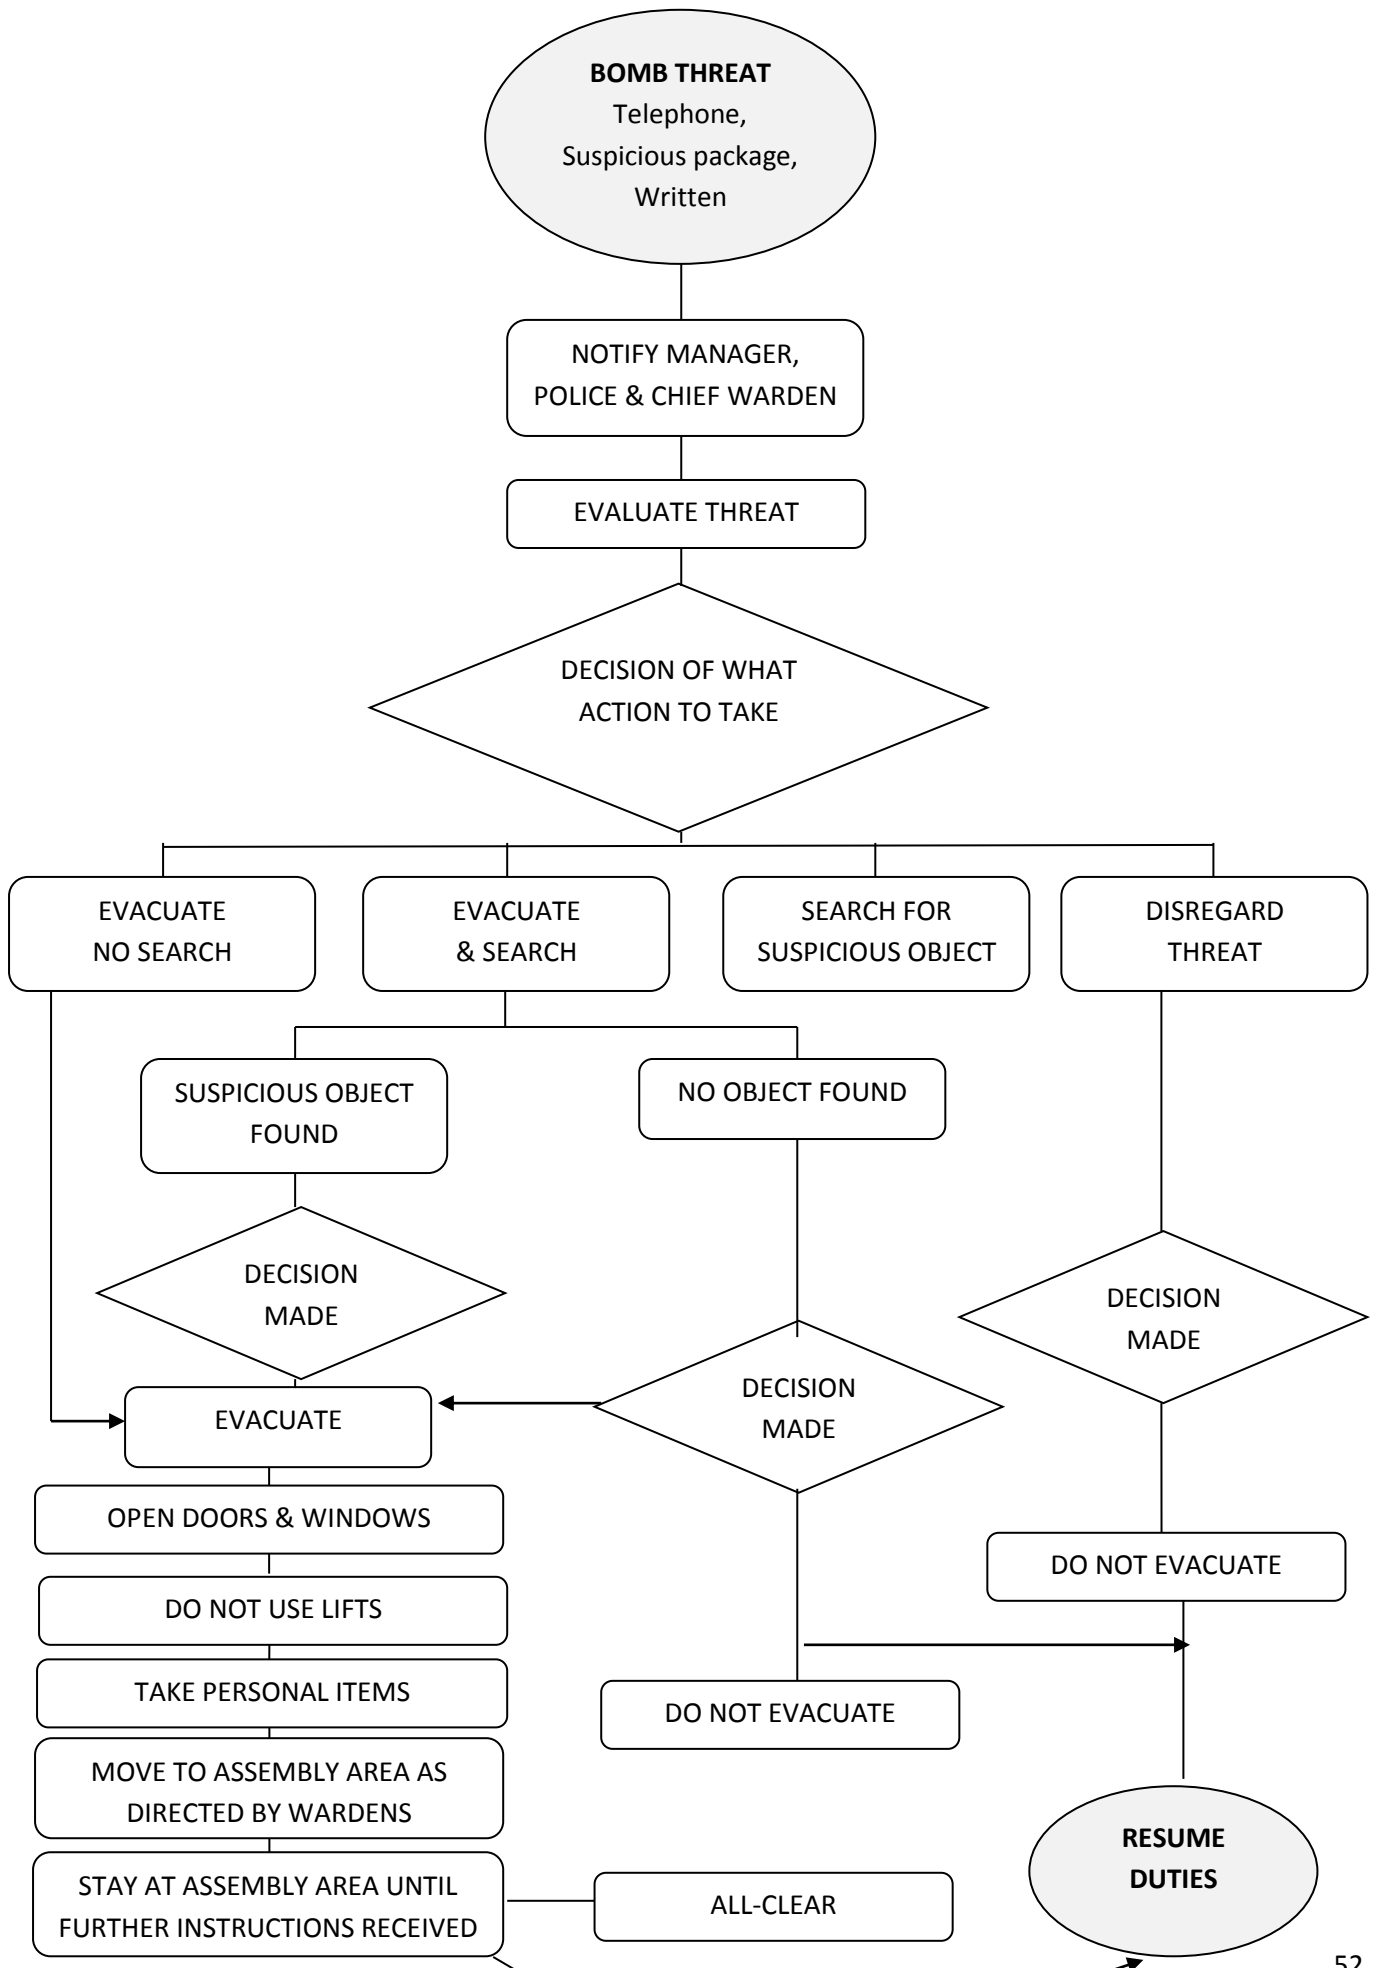 BOMB THREAT
Telephone,
Suspicious package,
Written
NOTIFY MANAGER,
POLICE & CHIEF WARDEN
EVALUATE THREAT
DECISION OF WHAT
ACTION TO TAKE
EVACUATE
NO SEARCH
EVACUATE
& SEARCH
SEARCH FOR
SUSPICIOUS OBJECT
DISREGARD
THREAT
SUSPICIOUS OBJECT
FOUND
NO OBJECT FOUND
DECISION
MADE
DECISION
MADE
DECISION
MADE
EVACUATE
OPEN DOORS & WINDOWS
DO NOT EVACUATE
DO NOT USE LIFTS
TAKE PERSONAL ITEMS
DO NOT EVACUATE
MOVE TO ASSEMBLY AREA AS
DIRECTED BY WARDENS
RESUME
DUTIES
STAY AT ASSEMBLY AREA UNTIL
FURTHER INSTRUCTIONS RECEIVED
ALL-CLEAR
52